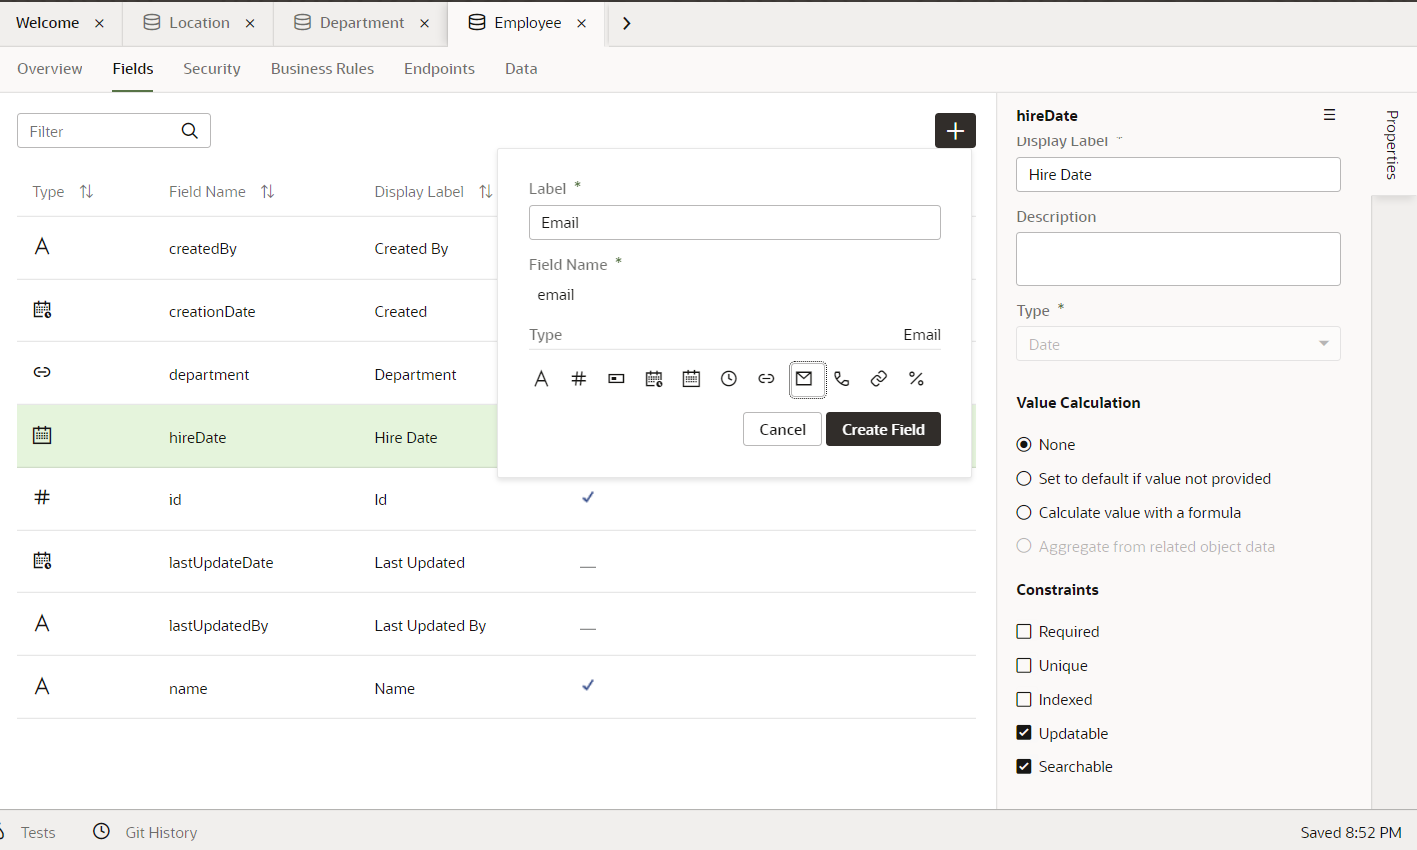 Welcome × Location × Department × Employee ×
Overview Fields Security Business Rules Endpoints Data
Filter
Type Field Name Display Label
createdBy Created By
creationDate Created
department Department
hireDate Hire Date
id Id
lastUpdateDate Last Updated
lastUpdatedBy Last Updated By
name Name
Label *
Email
Field Name *
email
Type Email
Cancel Create Field
hireDate
Display Label *
Hire Date
Description
Type *
Date
Value Calculation
None
Set to default if value not provided
Calculate value with a formula
Aggregate from related object data
Constraints
Required
Unique
Indexed
Updatable
Searchable
Properties
Tests Git History Saved 8:52 PM